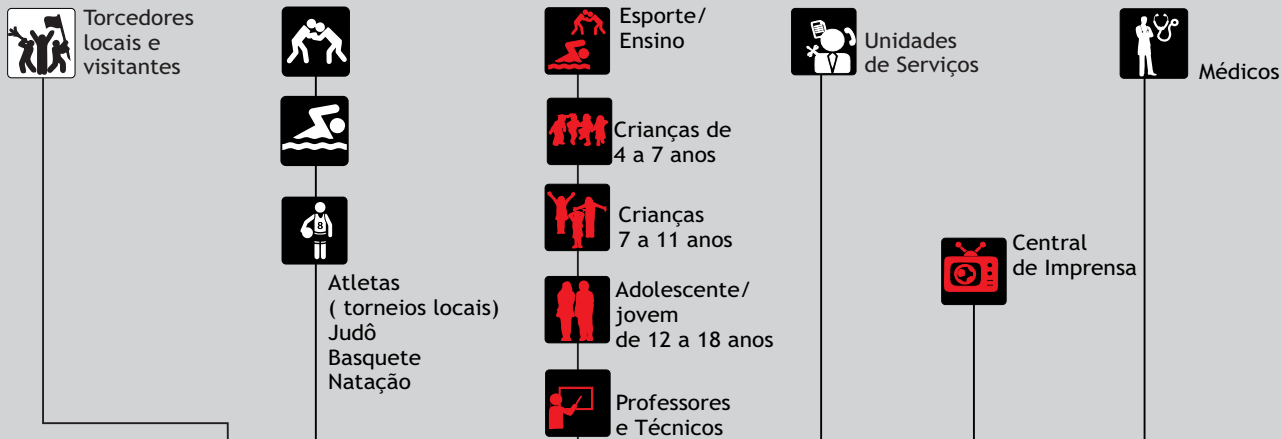 Torcedores
locais e
visitantes
8
Atletas
( torneios locais)
Judô
Basquete
Natação
Esporte/
Ensino
Crianças de
4 a 7 anos
Crianças
7 a 11 anos
Adolescente/
jovem
de 12 a 18 anos
Professores
e Técnicos
Unidades
de Serviços
Central
de Imprensa
Médicos